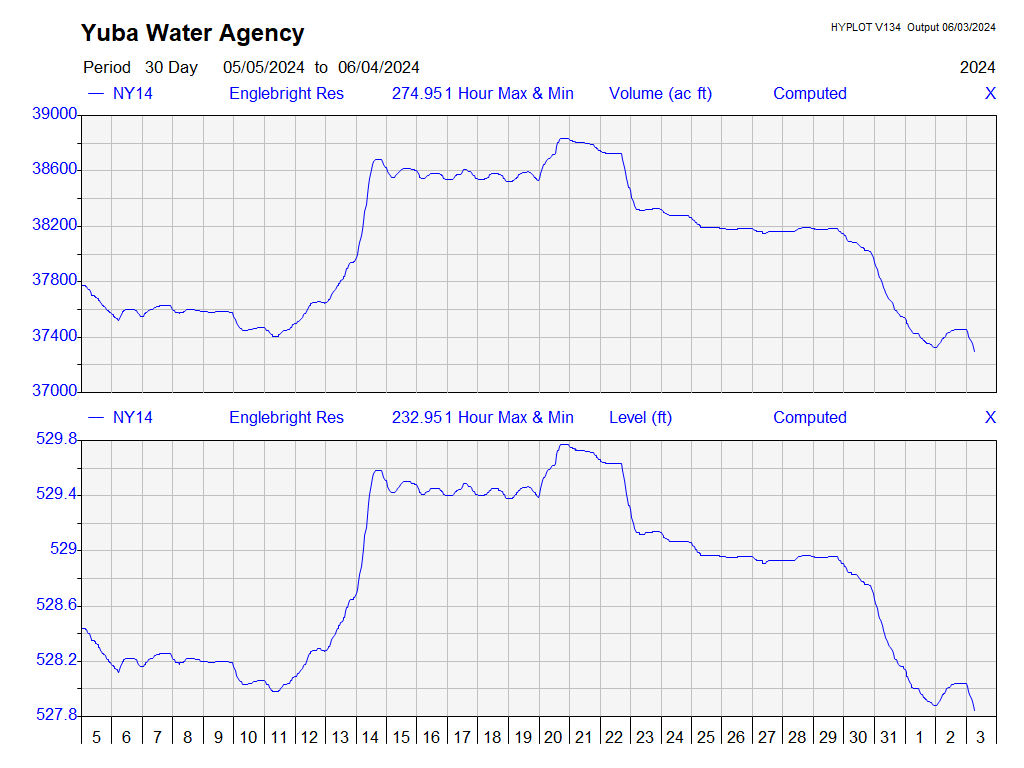 Yuba Water Agency
HYPLOT V134 Output 06/03/2024
Period 30 Day 05/05/2024 to 06/04/2024 2024
NY14 Englebright Res 274.951 Hour Max & Min Volume (ac ft) Computed X
39000
38600
38200
37800
37400
37000
NY14 Englebright Res 232.951 Hour Max & Min Level (ft) Computed X
529.8
529.4
529
528.6
528.2
527.8
5 6 7 8 9 10 11 12 13 14 15 16 17 18 19 20 21 22 23 24 25 26 27 28 29 30 31 1 2 3